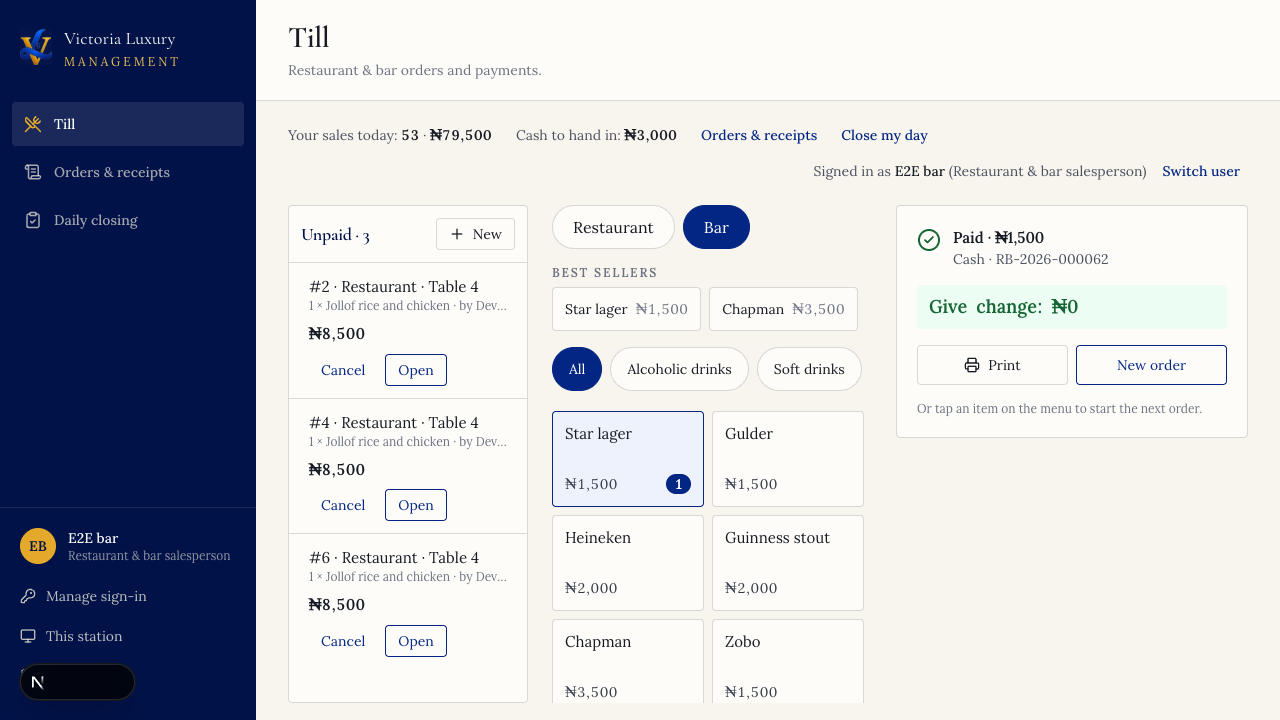 Victoria Luxury
MANAGEMENT
Till
Orders & receipts
Daily closing
EB
E2E bar
Restaurant & bar salesperson
Manage sign-in
This station
N
Till
Restaurant & bar orders and payments.
Your sales today: 53 · ₦79,500 Cash to hand in: ₦3,000 Orders & receipts Close my day
Signed in as E2E bar (Restaurant & bar salesperson) Switch user
Unpaid · 3 New
#2 · Restaurant · Table 4
1 × Jollof rice and chicken · by Dev...
₦8,500
Cancel Open
#4 · Restaurant · Table 4
1 × Jollof rice and chicken · by Dev...
₦8,500
Cancel Open
#6 · Restaurant · Table 4
1 × Jollof rice and chicken · by Dev...
₦8,500
Cancel Open
Restaurant Bar
BEST SELLERS
Star lager ₦1,500 Chapman ₦3,500
All Alcoholic drinks Soft drinks
Star lager
₦1,500 1
Gulder
₦1,500
Heineken
₦2,000
Guinness stout
₦2,000
Chapman
₦3,500
Zobo
₦1,500
Paid · ₦1,500
Cash · RB-2026-000062
Give change: ₦0
Print New order
Or tap an item on the menu to start the next order.